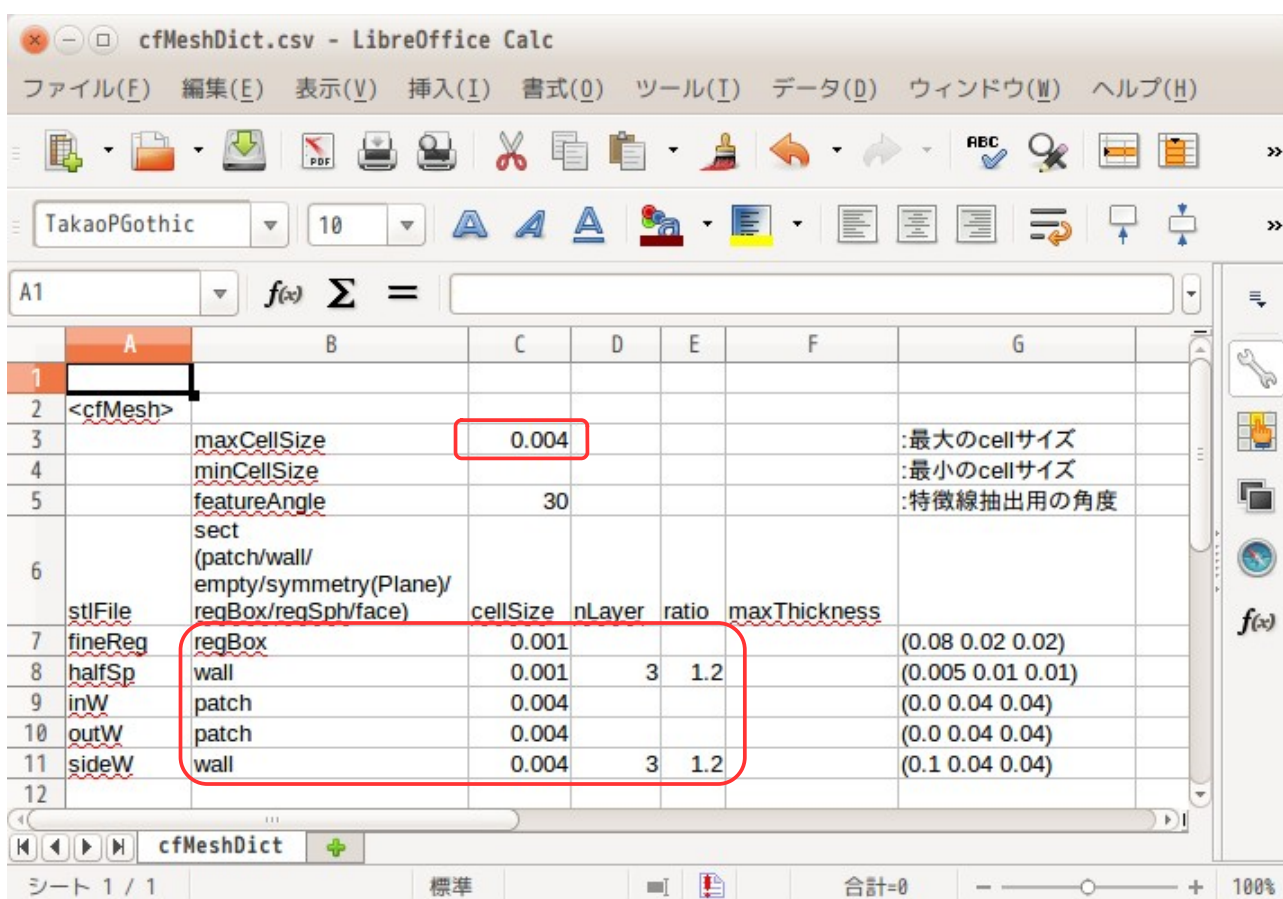 cfMeshDict.csv - LibreOffice Calc
ファイル(F) 編集(E) 表示(V) 挿入(I) 書式(O) ツール(T) データ(D) ウィンドウ(W) ヘルプ(H)
PDF ABC »
TakaoPGothic 10 A A A a »
A1 f(x) Σ =
A B C D E F G
1
2 <cfMesh>
3 maxCellSize 0.004 :最大のcellサイズ
4 minCellSize :最小のcellサイズ
5 featureAngle 30 :特徴線抽出用の角度
sect
(patch/wall/
empty/symmetry(Plane)/
6 stlFile regBox/regSph/face) cellSize nLayer ratio maxThickness
7 fineReg regBox 0.001 (0.08 0.02 0.02)
8 halfSp wall 0.001 3 1.2 (0.005 0.01 0.01)
9 inW patch 0.004 (0.0 0.04 0.04)
10 outW patch 0.004 (0.0 0.04 0.04)
11 sideW wall 0.004 3 1.2 (0.1 0.04 0.04)
12
f(x)
cfMeshDict
シート 1 / 1 標準 合計=0 100%